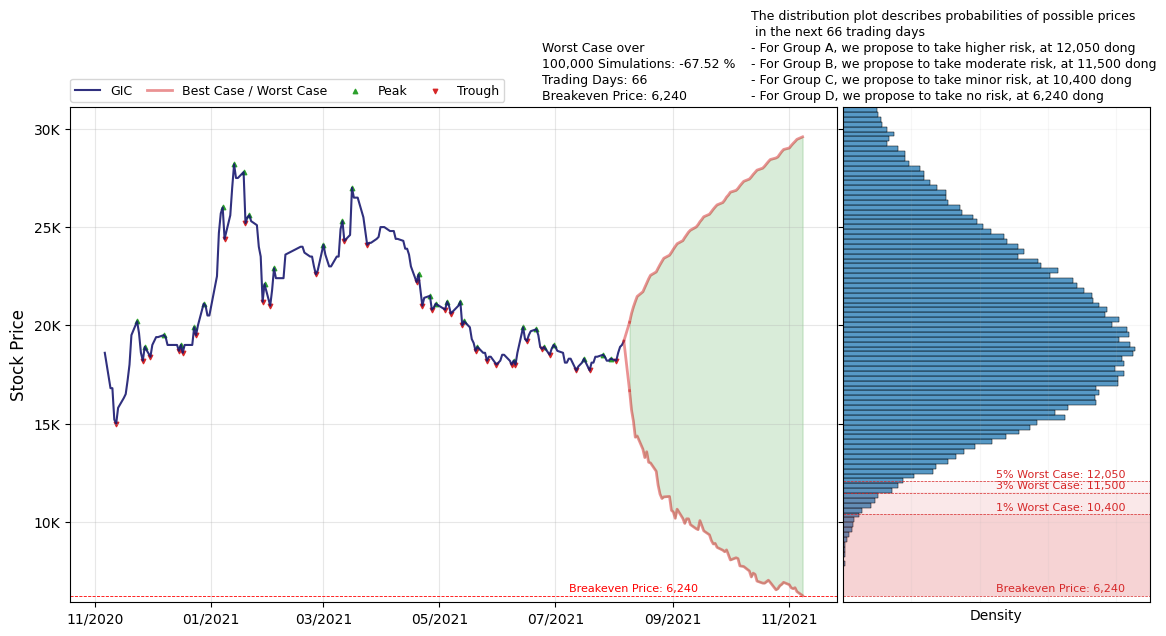 The distribution plot describes probabilities of possible prices
in the next 66 trading days
- For Group A, we propose to take higher risk, at 12,050 dong
- For Group B, we propose to take moderate risk, at 11,500 dong
- For Group C, we propose to take minor risk, at 10,400 dong
- For Group D, we propose to take no risk, at 6,240 dong
Worst Case over
100,000 Simulations: -67.52 %
Trading Days: 66
Breakeven Price: 6,240
GIC
Best Case / Worst Case
Peak
Trough
Stock Price
30K
25K
20K
15K
10K
Breakeven Price: 6,240
11/2020
01/2021
03/2021
05/2021
07/2021
09/2021
11/2021
5% Worst Case: 12,050
3% Worst Case: 11,500
1% Worst Case: 10,400
Breakeven Price: 6,240
Density